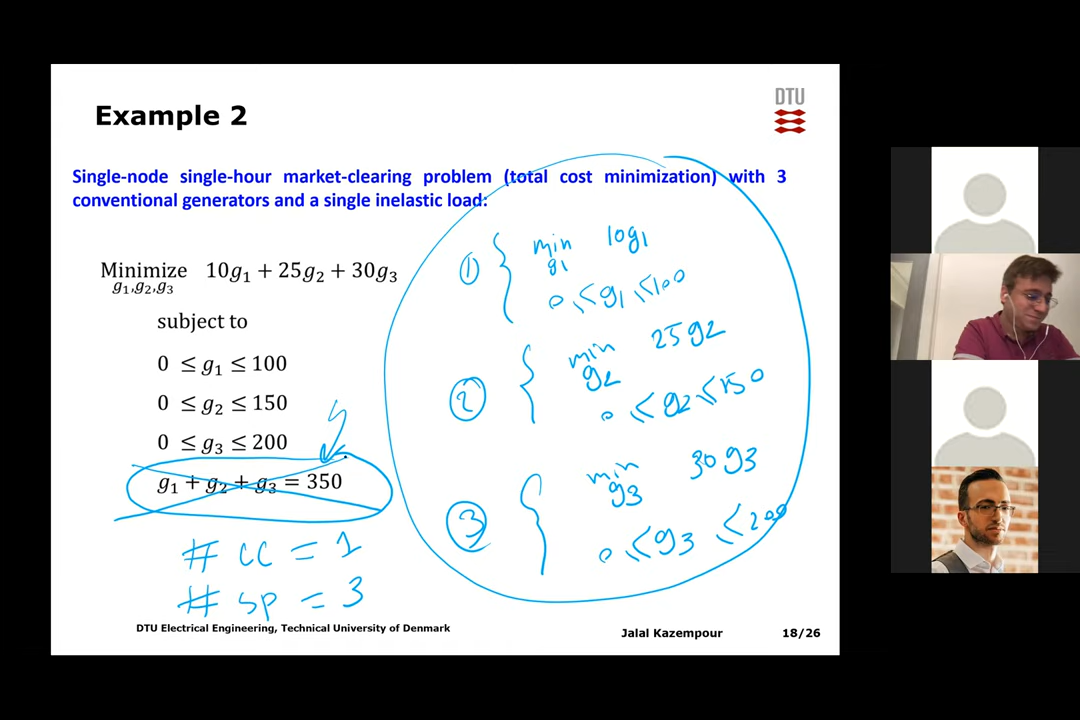 Example 2
DTU
Single-node single-hour market-clearing problem (total cost minimization) with 3
conventional generators and a single inelastic load:
Minimize 10g₁ + 25g₂ + 30g₃
g₁,g₂,g₃
subject to
0 ≤ g₁ ≤ 100
0 ≤ g₂ ≤ 150
0 ≤ g₃ ≤ 200
g₁ + g₂ + g₃ = 350
# CC = 1
# SP = 3
① { min 10g1
g1
0 ≤ g1 ≤ 100
② { min 25g2
g2
0 ≤ g2 ≤ 150
③ { min 30g3
g3
0 ≤ g3 ≤ 200
DTU Electrical Engineering, Technical University of Denmark
Jalal Kazempour
18/26